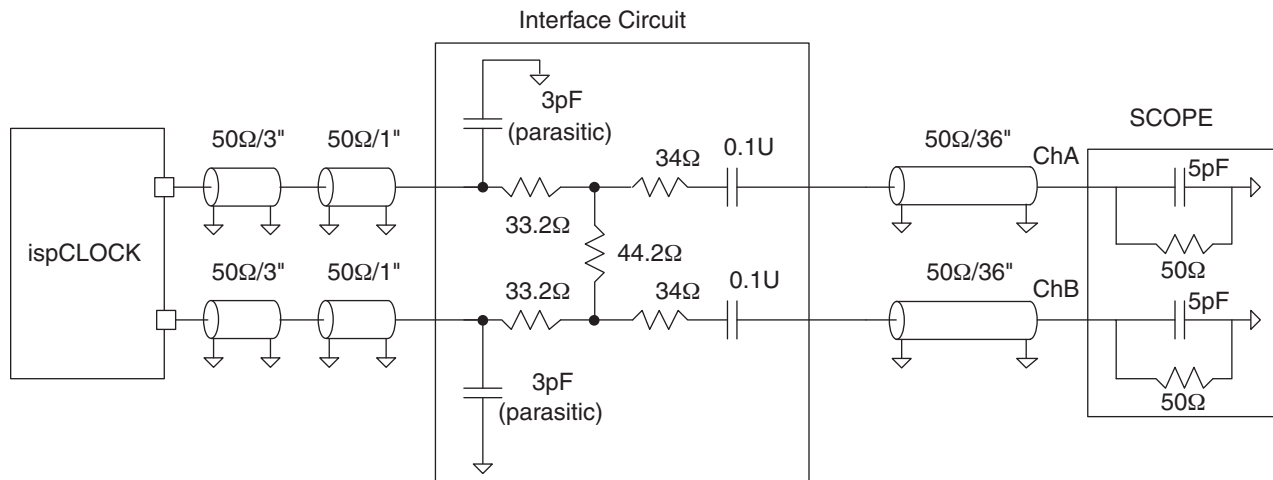 Interface Circuit
3pF
(parasitic)
SCOPE
50Ω/3"
50Ω/1"
34Ω
0.1U
50Ω/36"
ChA
5pF
33.2Ω
50Ω
ispCLOCK
44.2Ω
50Ω/3"
50Ω/1"
33.2Ω
34Ω
0.1U
50Ω/36"
ChB
5pF
3pF
(parasitic)
50Ω